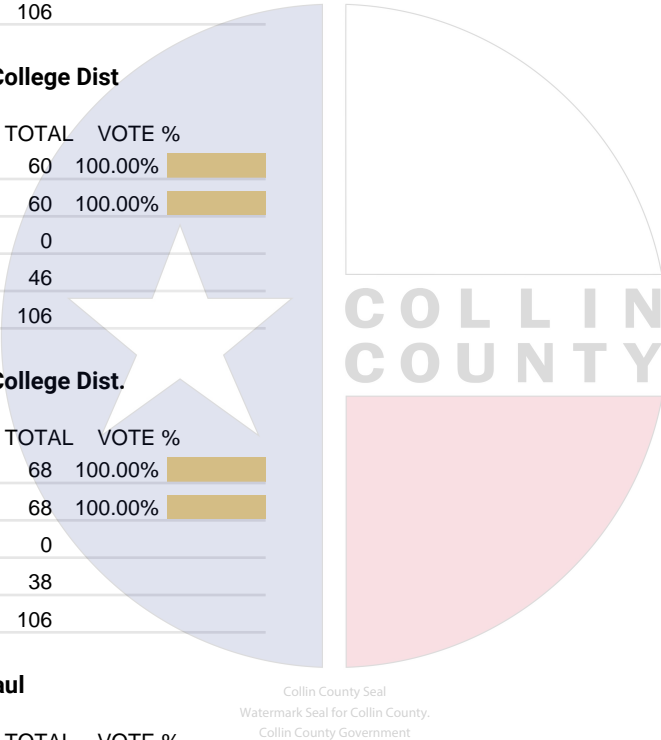 106
College Dist
TOTAL VOTE %
60 100.00%
60 100.00%
0
46
106
COLLIN
COUNTY
College Dist.
TOTAL VOTE %
68 100.00%
68 100.00%
0
38
106
aul
Collin County Seal
Watermark Seal for Collin County.
Collin County Government
TOTAL VOTE %